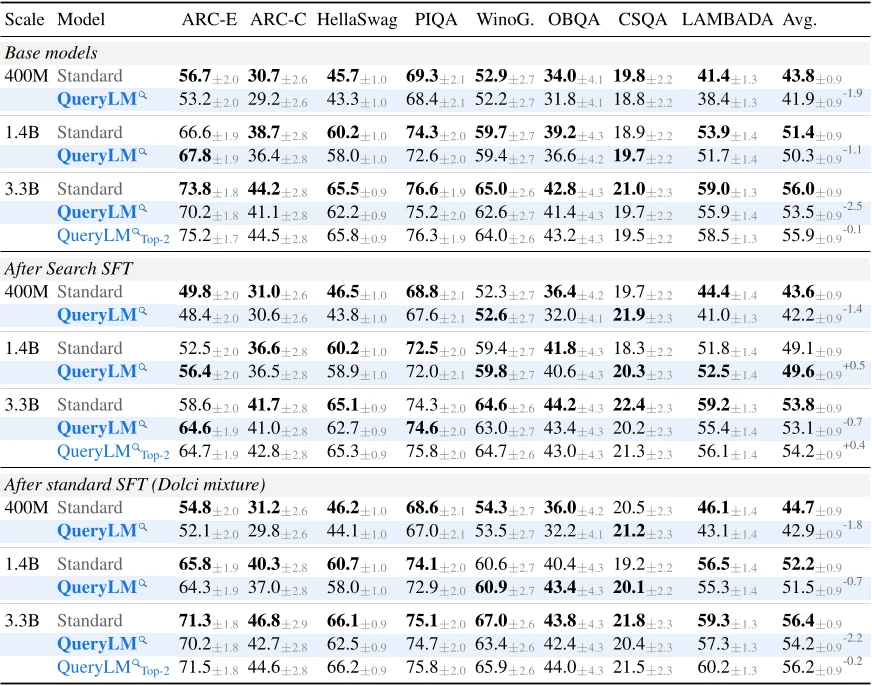 Scale Model ARC-E ARC-C HellaSwag PIQA WinoG. OBQA CSQA LAMBADA Avg.
Base models
400M Standard 56.7±2.0 30.7±2.6 45.7±1.0 69.3±2.1 52.9±2.7 34.0±4.1 19.8±2.2 41.4±1.3 43.8±0.9
QueryLM 53.2±2.0 29.2±2.6 43.3±1.0 68.4±2.1 52.2±2.7 31.8±4.1 18.8±2.2 38.4±1.3 41.9±0.9 -1.9
1.4B Standard 66.6±1.9 38.7±2.8 60.2±1.0 74.3±2.0 59.7±2.7 39.2±4.3 18.9±2.2 53.9±1.4 51.4±0.9
QueryLM 67.8±1.9 36.4±2.8 58.0±1.0 72.6±2.0 59.4±2.7 36.6±4.2 19.7±2.2 51.7±1.4 50.3±0.9 -1.1
3.3B Standard 73.8±1.8 44.2±2.8 65.5±0.9 76.6±1.9 65.0±2.6 42.8±4.3 21.0±2.3 59.0±1.3 56.0±0.9
QueryLM 70.2±1.8 41.1±2.8 62.2±0.9 75.2±2.0 62.6±2.7 41.4±4.3 19.7±2.2 55.9±1.4 53.5±0.9 -2.5
QueryLM Top-2 75.2±1.7 44.5±2.8 65.8±0.9 76.3±1.9 64.0±2.6 43.2±4.3 19.5±2.2 58.5±1.3 55.9±0.9 -0.1
After Search SFT
400M Standard 49.8±2.0 31.0±2.6 46.5±1.0 68.8±2.1 52.3±2.7 36.4±4.2 19.7±2.2 44.4±1.4 43.6±0.9
QueryLM 48.4±2.0 30.6±2.6 43.8±1.0 67.6±2.1 52.6±2.7 32.0±4.1 21.9±2.3 41.0±1.3 42.2±0.9 -1.4
1.4B Standard 52.5±2.0 36.6±2.8 60.2±1.0 72.5±2.0 59.4±2.7 41.8±4.3 18.3±2.2 51.8±1.4 49.1±0.9
QueryLM 56.4±2.0 36.5±2.8 58.9±1.0 72.0±2.1 59.8±2.7 40.6±4.3 20.3±2.3 52.5±1.4 49.6±0.9 +0.5
3.3B Standard 58.6±2.0 41.7±2.8 65.1±0.9 74.3±2.0 64.6±2.6 44.2±4.3 22.4±2.3 59.2±1.3 53.8±0.9
QueryLM 64.6±1.9 41.0±2.8 62.7±0.9 74.6±2.0 63.0±2.7 43.4±4.3 20.2±2.3 55.4±1.4 53.1±0.9 -0.7
QueryLM Top-2 64.7±1.9 42.8±2.8 65.3±0.9 75.8±2.0 64.7±2.6 43.0±4.3 21.3±2.3 56.1±1.4 54.2±0.9 +0.4
After standard SFT (Dolci mixture)
400M Standard 54.8±2.0 31.2±2.6 46.2±1.0 68.6±2.1 54.3±2.7 36.0±4.2 20.5±2.3 46.1±1.4 44.7±0.9
QueryLM 52.1±2.0 29.8±2.6 44.1±1.0 67.0±2.1 53.5±2.7 32.2±4.1 21.2±2.3 43.1±1.4 42.9±0.9 -1.8
1.4B Standard 65.8±1.9 40.3±2.8 60.7±1.0 74.1±2.0 60.6±2.7 40.4±4.3 19.2±2.2 56.5±1.4 52.2±0.9
QueryLM 64.3±1.9 37.0±2.8 58.0±1.0 72.9±2.0 60.9±2.7 43.4±4.3 20.1±2.2 55.3±1.4 51.5±0.9 -0.7
3.3B Standard 71.3±1.8 46.8±2.9 66.1±0.9 75.1±2.0 67.0±2.6 43.8±4.3 21.8±2.3 59.3±1.3 56.4±0.9
QueryLM 70.2±1.8 42.7±2.8 62.5±0.9 74.7±2.0 63.4±2.6 42.4±4.3 20.4±2.3 57.3±1.3 54.2±0.9 -2.2
QueryLM Top-2 71.5±1.8 44.6±2.8 66.2±0.9 75.8±2.0 65.9±2.6 44.0±4.3 21.5±2.3 60.2±1.3 56.2±0.9 -0.2